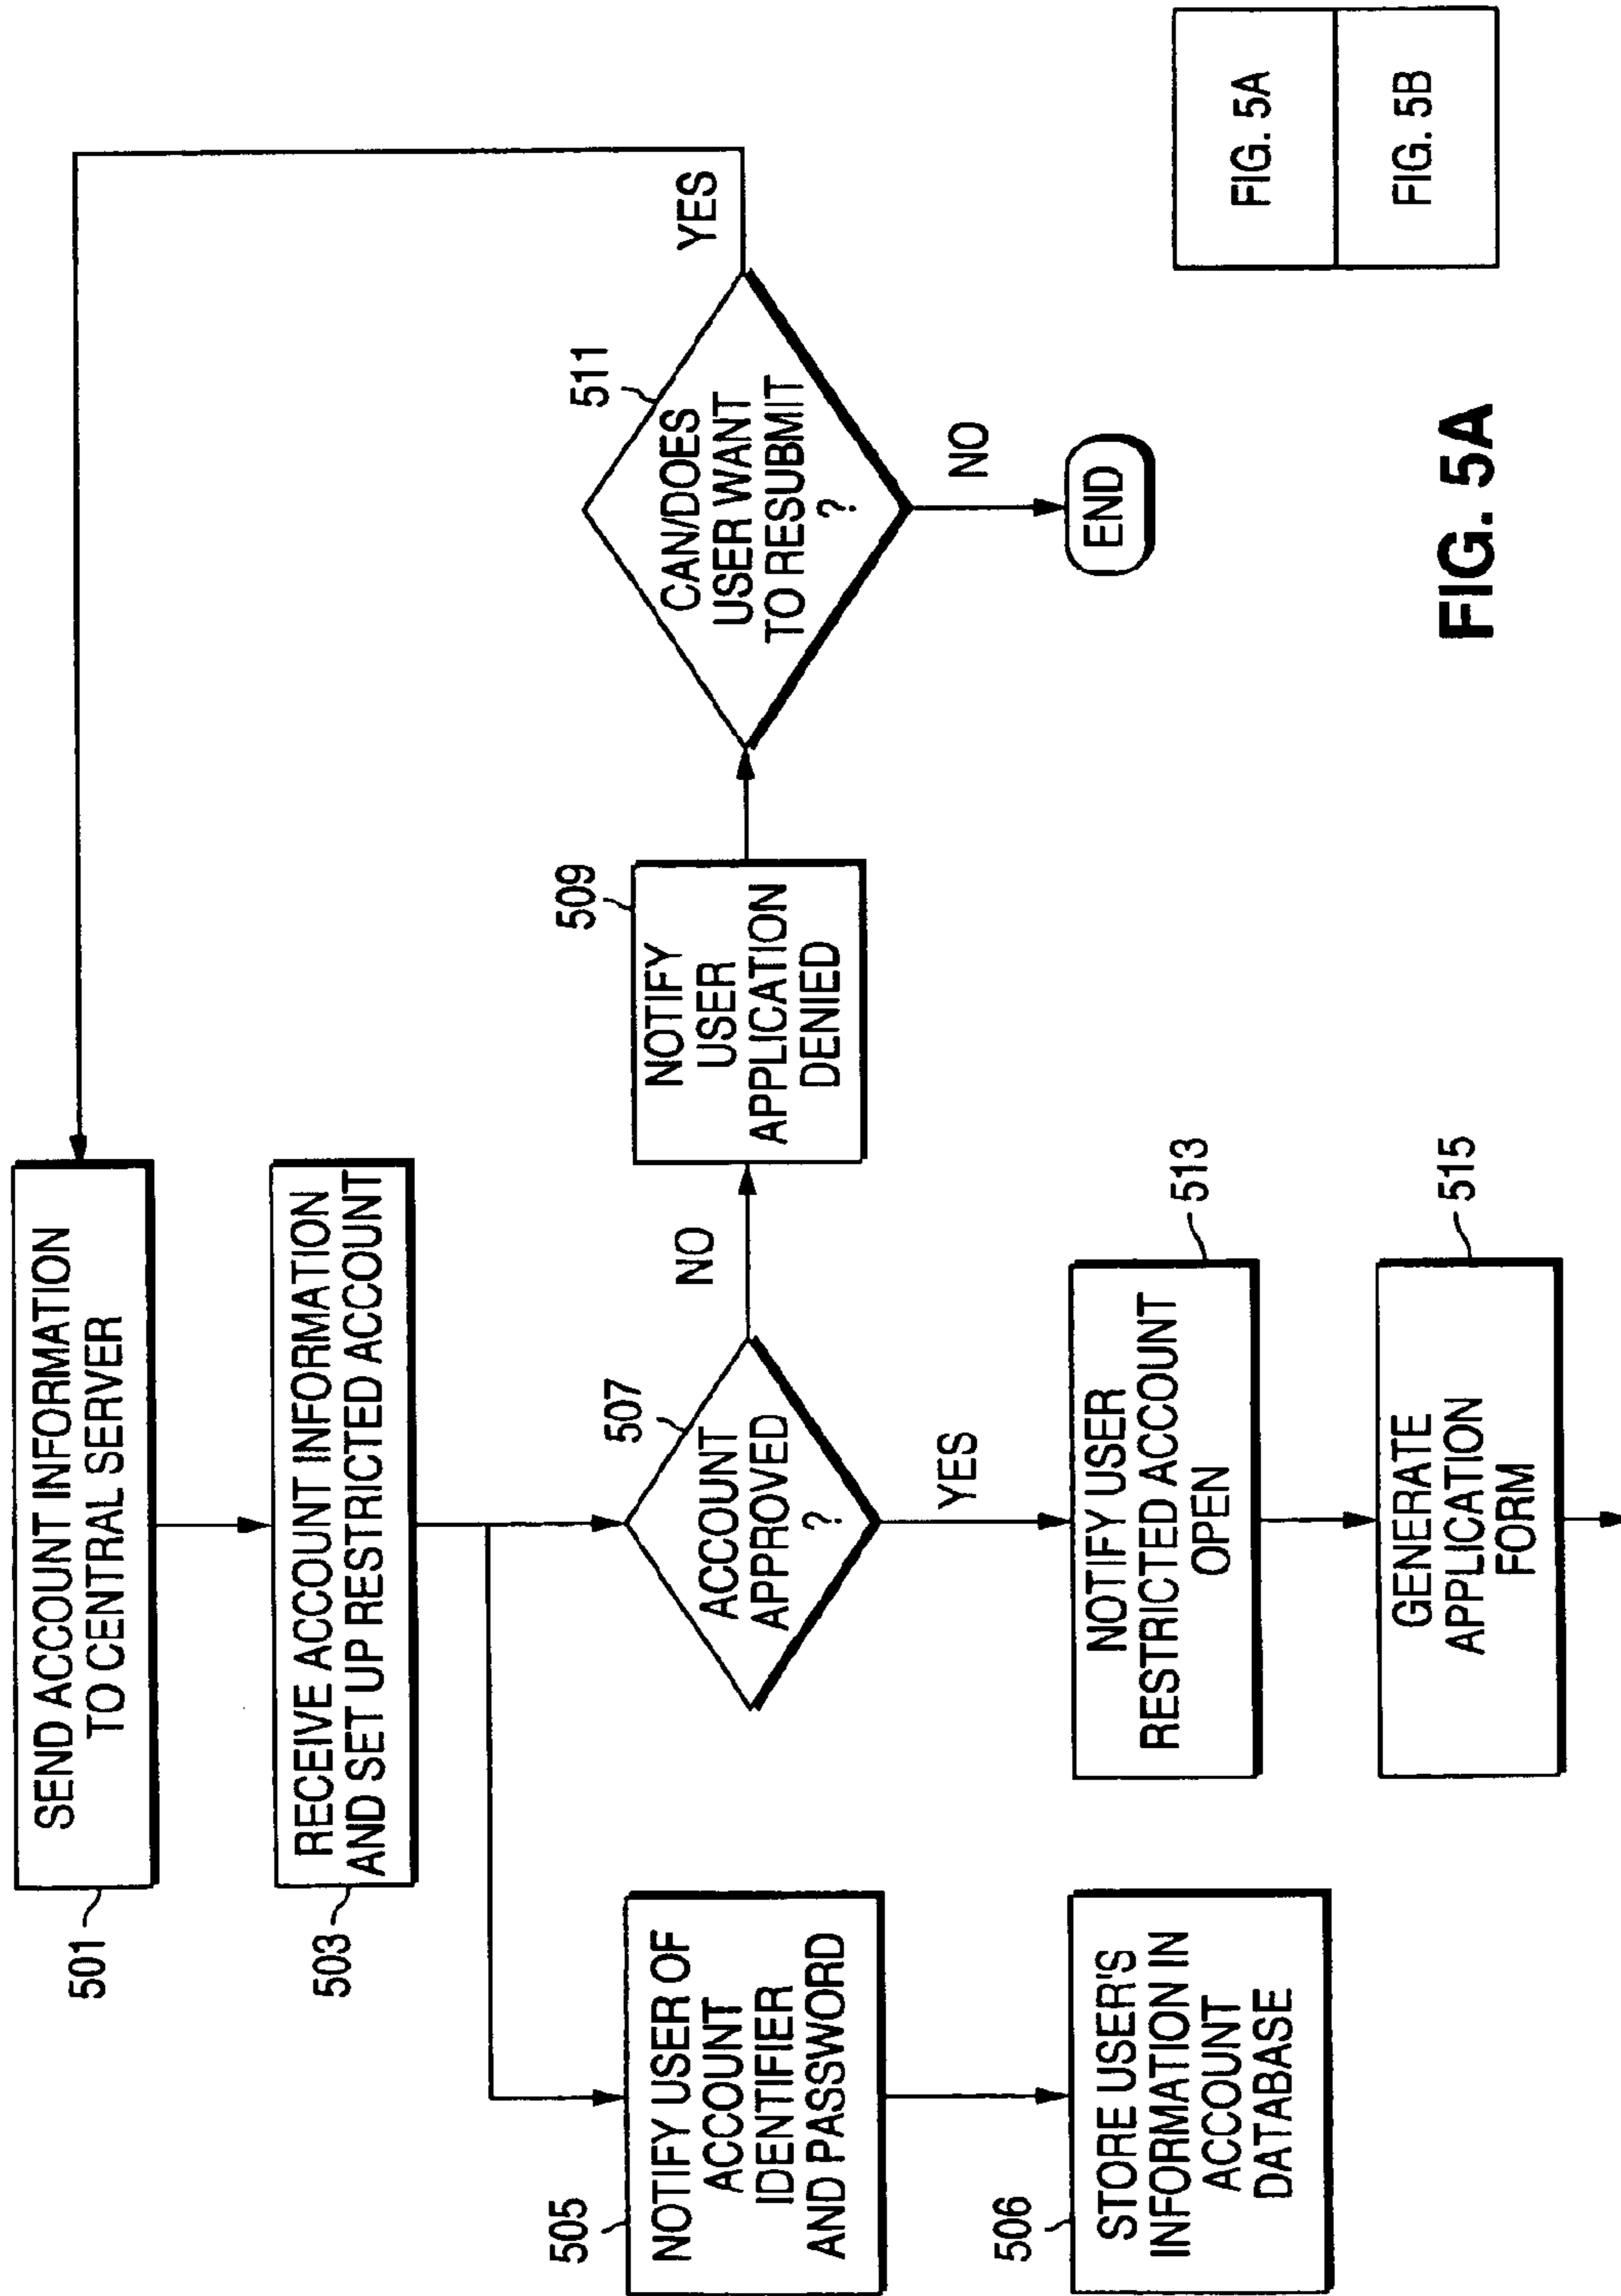 501
SEND ACCOUNT INFORMATION
TO CENTRAL SERVER
503
RECEIVE ACCOUNT INFORMATION
AND SET UP RESTRICTED ACCOUNT
505
NOTIFY USER OF
ACCOUNT
IDENTIFIER
AND PASSWORD
507
ACCOUNT
APPROVED
?
NO
509
NOTIFY
USER
APPLICATION
DENIED
511
CAN/DOES
USER WANT
TO RESUBMIT
?
YES
NO
END
YES
506
STORE USER'S
INFORMATION IN
ACCOUNT
DATABASE
513
NOTIFY USER
RESTRICTED ACCOUNT
OPEN
515
GENERATE
APPLICATION
FORM
FIG. 5A
FIG. 5B
FIG. 5A